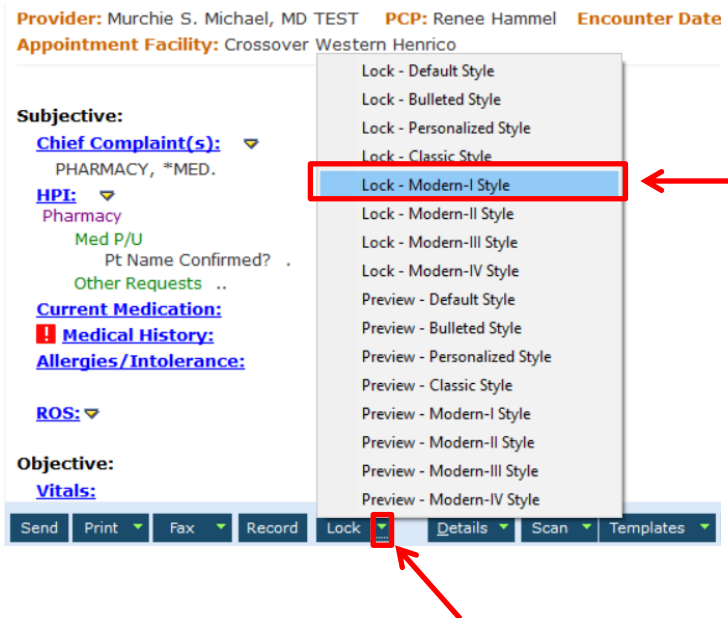 Provider: Murchie S. Michael, MD TEST PCP: Renee Hammel Encounter Date
Appointment Facility: Crossover Western Henrico
Subjective:
Chief Complaint(s):
PHARMACY, *MED.
HPI:
Pharmacy
Med P/U
Pt Name Confirmed? .
Other Requests ..
Current Medication:
! Medical History:
Allergies/Intolerance:
ROS:
Objective:
Vitals:
Lock - Default Style
Lock - Bulleted Style
Lock - Personalized Style
Lock - Classic Style
Lock - Modern-I Style
Lock - Modern-II Style
Lock - Modern-III Style
Lock - Modern-IV Style
Preview - Default Style
Preview - Bulleted Style
Preview - Personalized Style
Preview - Classic Style
Preview - Modern-I Style
Preview - Modern-II Style
Preview - Modern-III Style
Preview - Modern-IV Style
Send Print Fax Record Lock Details Scan Templates